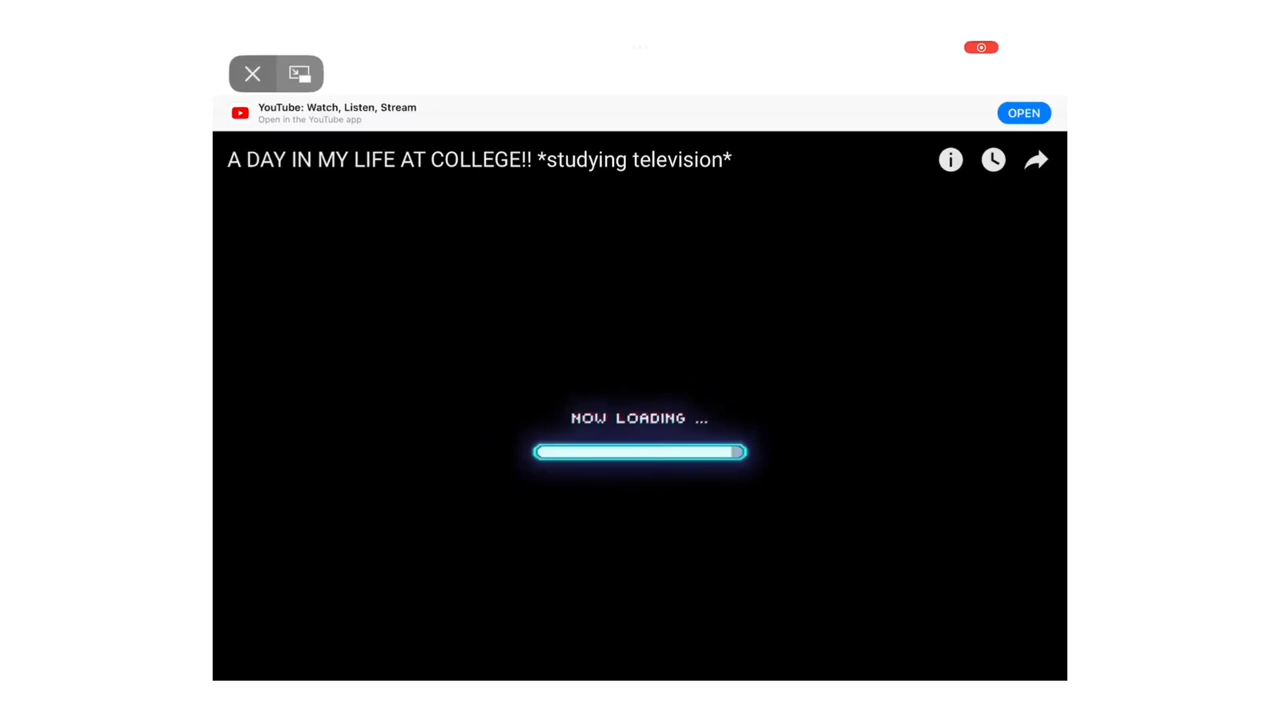 YouTube: Watch, Listen, Stream
Open in the YouTube app
OPEN
A DAY IN MY LIFE AT COLLEGE!! *studying television*
NOW LOADING ...